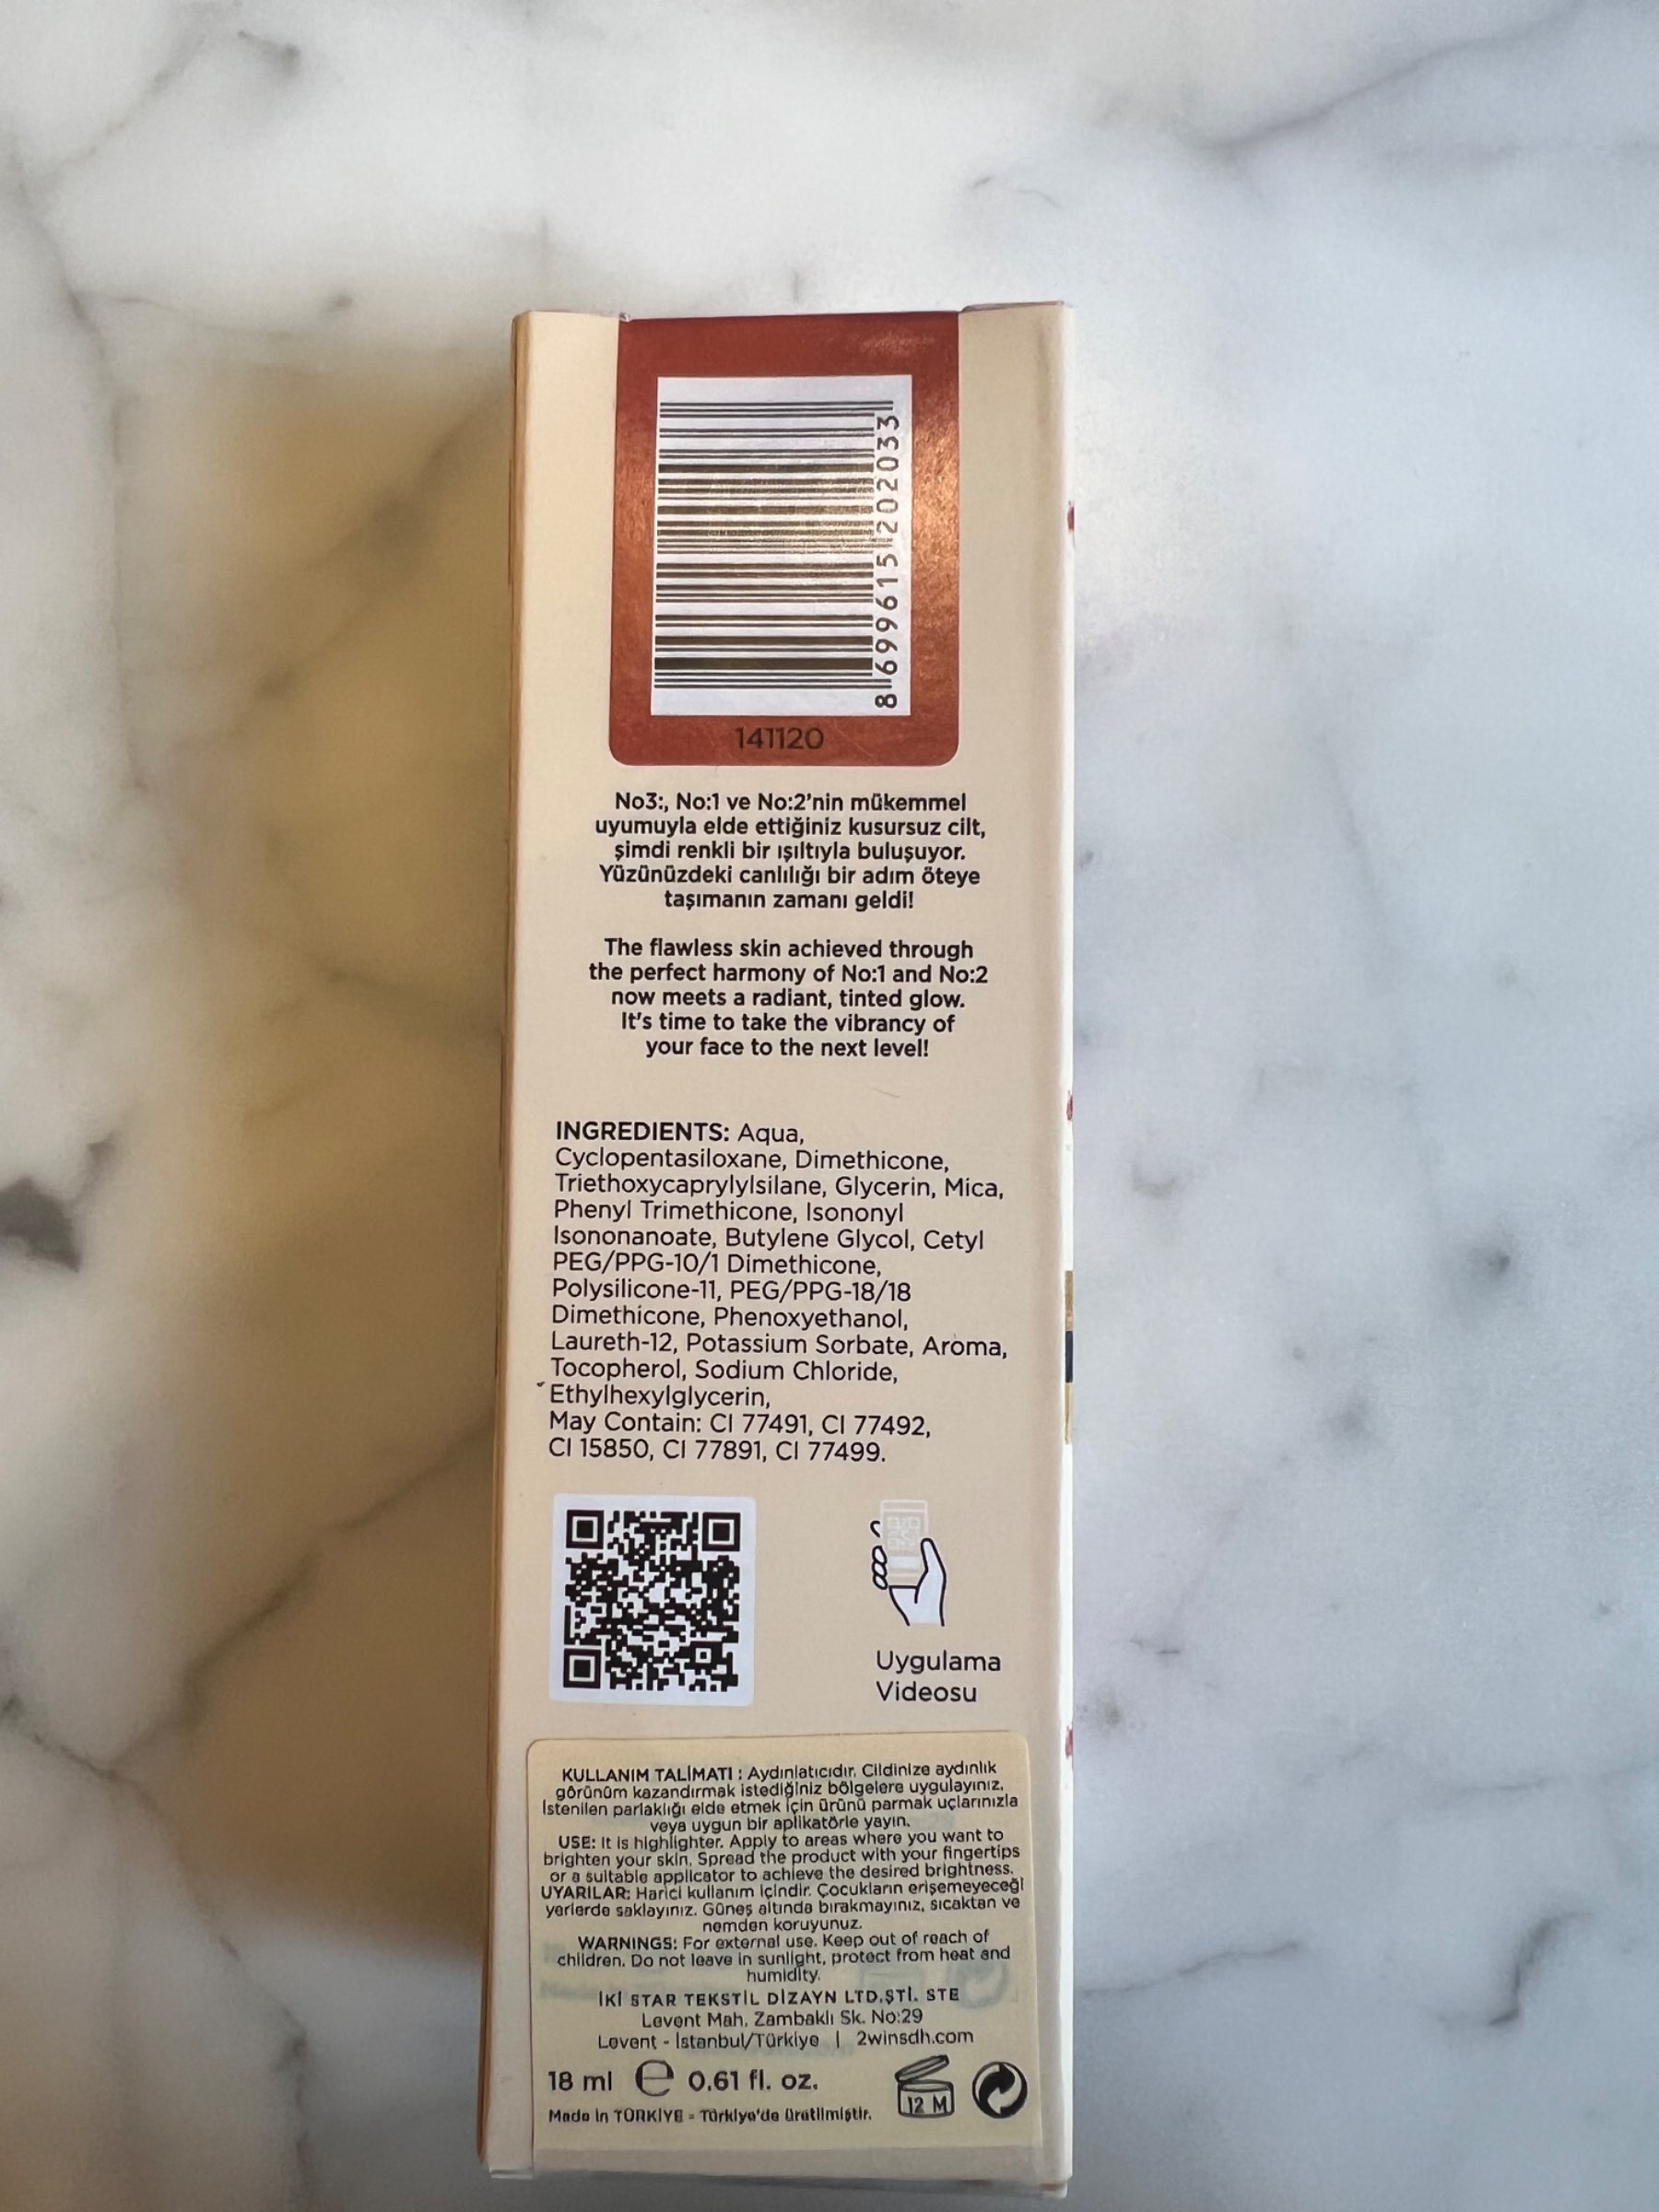 8 699615 202033
141120
No3:, No:1 ve No:2'nin mükemmel
uyumuyla elde ettiğiniz kusursuz cilt,
şimdi renkli bir ışıltıyla buluşuyor.
Yüzünüzdeki canlılığı bir adım öteye
taşımanın zamanı geldi!
The flawless skin achieved through
the perfect harmony of No:1 and No:2
now meets a radiant, tinted glow.
It's time to take the vibrancy of
your face to the next level!
INGREDIENTS: Aqua,
Cyclopentasiloxane, Dimethicone,
Triethoxycaprylylsilane, Glycerin, Mica,
Phenyl Trimethicone, Isononyl
Isononanoate, Butylene Glycol, Cetyl
PEG/PPG-10/1 Dimethicone,
Polysilicone-11, PEG/PPG-18/18
Dimethicone, Phenoxyethanol,
Laureth-12, Potassium Sorbate, Aroma,
Tocopherol, Sodium Chloride,
Ethylhexylglycerin,
May Contain: CI 77491, CI 77492,
CI 15850, CI 77891, CI 77499.
Uygulama
Videosu
KULLANIM TALİMATI : Aydınlatıcıdır. Cildinize aydınlık
görünüm kazandırmak istediğiniz bölgelere uygulayınız.
İstenilen parlaklığı elde etmek için ürünü parmak uçlarınızla
veya uygun bir aplikatörle yayın.
USE: It is highlighter. Apply to areas where you want to
brighten your skin. Spread the product with your fingertips
or a suitable applicator to achieve the desired brightness.
UYARILAR: Harici kullanım içindir. Çocukların erişemeyeceği
yerlerde saklayınız. Güneş altında bırakmayınız, sıcaktan ve
nemden koruyunuz.
WARNINGS: For external use. Keep out of reach of
children. Do not leave in sunlight, protect from heat and
humidity.
İKİ STAR TEKSTİL DİZAYN LTD.ŞTİ. STE
Levent Mah. Zambaklı Sk. No:29
Levent - İstanbul/Türkiye | 2winsdh.com
18 ml e 0.61 fl. oz.
12 M
Made in TÜRKİYE - Türkiye'de üretilmiştir.